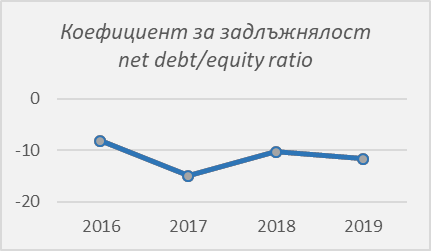 Коефициент за задлъжнялост
net debt/equity ratio
0
-10
-20
2016 2017 2018 2019